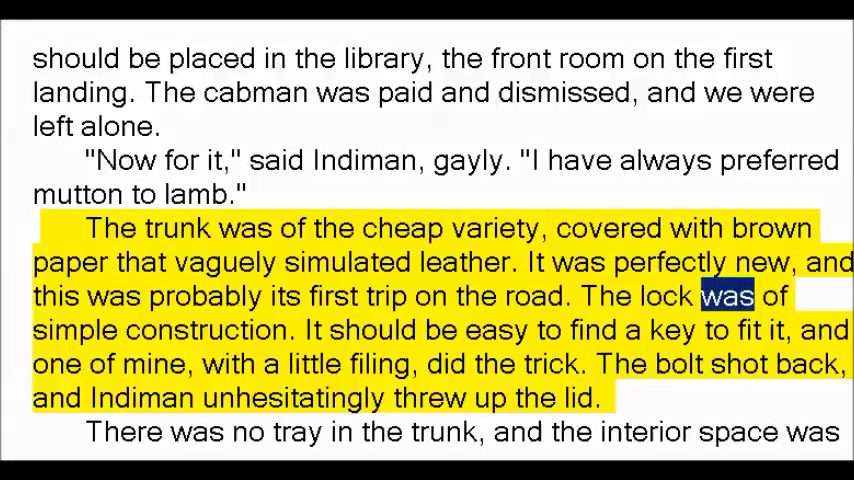 should be placed in the library, the front room on the first
landing. The cabman was paid and dismissed, and we were
left alone.
"Now for it," said Indiman, gayly. "I have always preferred
mutton to lamb."
The trunk was of the cheap variety, covered with brown
paper that vaguely simulated leather. It was perfectly new, and
this was probably its first trip on the road. The lock was of
simple construction. It should be easy to find a key to fit it, and
one of mine, with a little filing, did the trick. The bolt shot back,
and Indiman unhesitatingly threw up the lid.
There was no tray in the trunk, and the interior space was